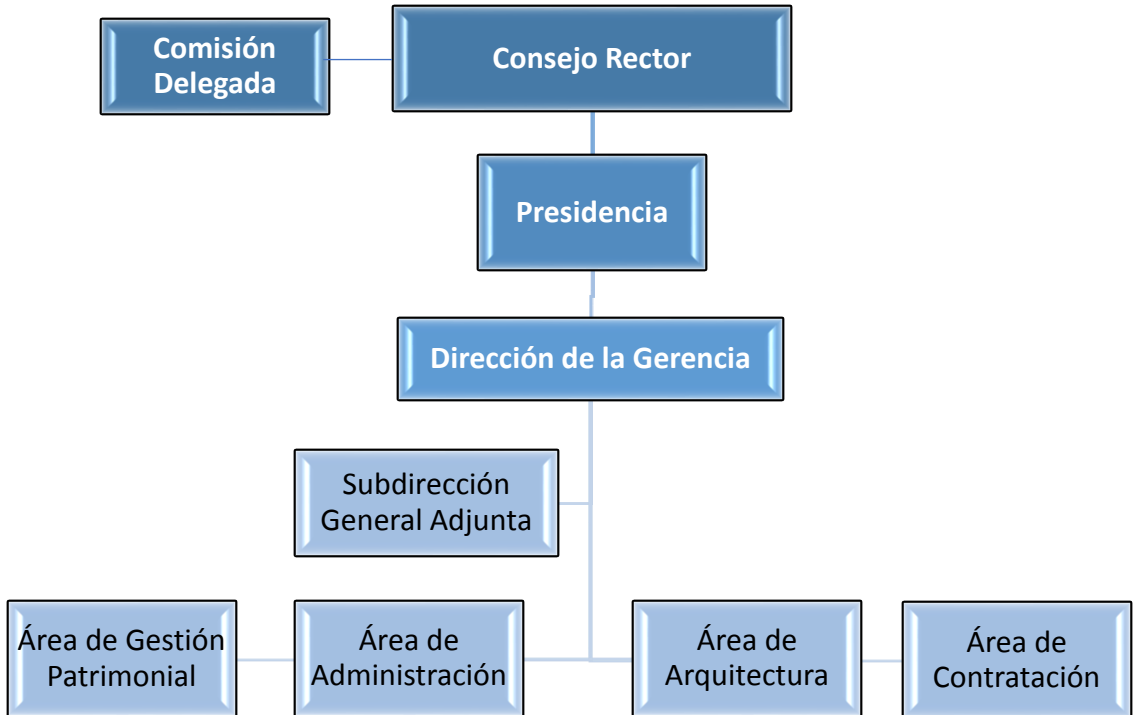 Comisión
Delegada
Consejo Rector
Presidencia
Dirección de la Gerencia
Subdirección
General Adjunta
Área de Gestión
Patrimonial
Área de
Administración
Área de
Arquitectura
Área de
Contratación